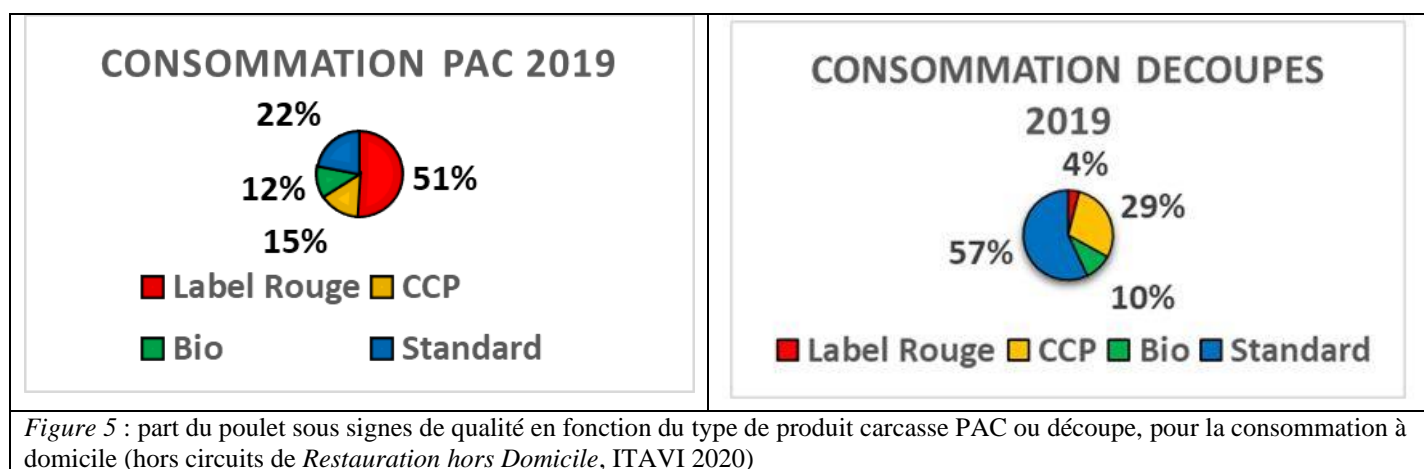 CONSOMMATION PAC 2019
22%
51%
12%
15%
Label Rouge CCP
Bio Standard
CONSOMMATION DECOUPES
2019
4%
29%
57%
10%
Label Rouge CCP Bio Standard
Figure 5 : part du poulet sous signes de qualité en fonction du type de produit carcasse PAC ou découpe, pour la consommation à
domicile (hors circuits de Restauration hors Domicile, ITAVI 2020)